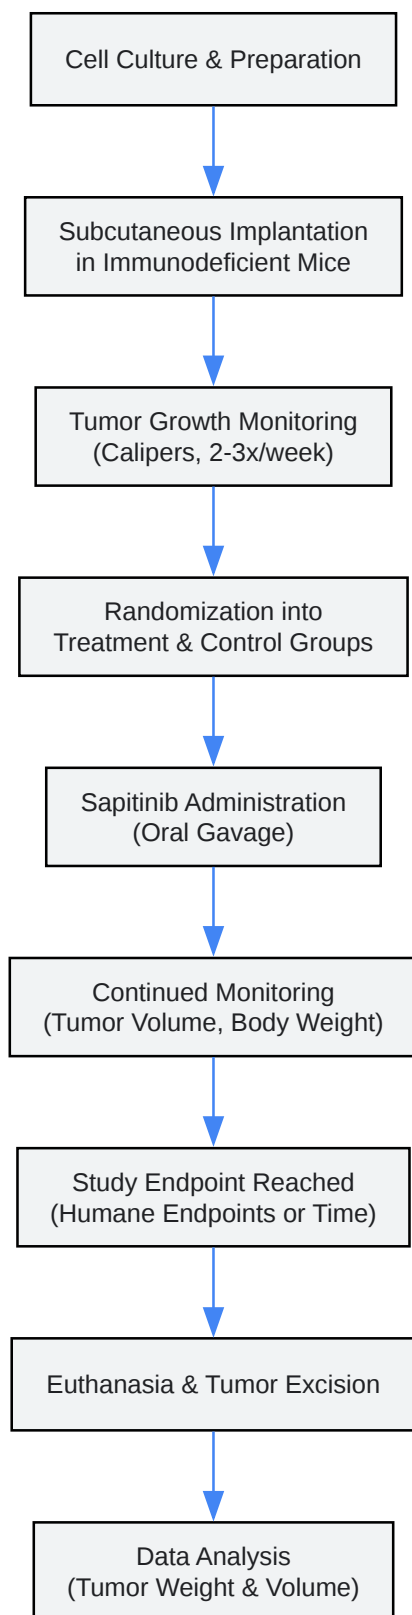 Cell Culture & Preparation
Subcutaneous Implantation
in Immunodeficient Mice
Tumor Growth Monitoring
(Calipers, 2-3x/week)
Randomization into
Treatment & Control Groups
Sapitinib Administration
(Oral Gavage)
Continued Monitoring
(Tumor Volume, Body Weight)
Study Endpoint Reached
(Humane Endpoints or Time)
Euthanasia & Tumor Excision
Data Analysis
(Tumor Weight & Volume)